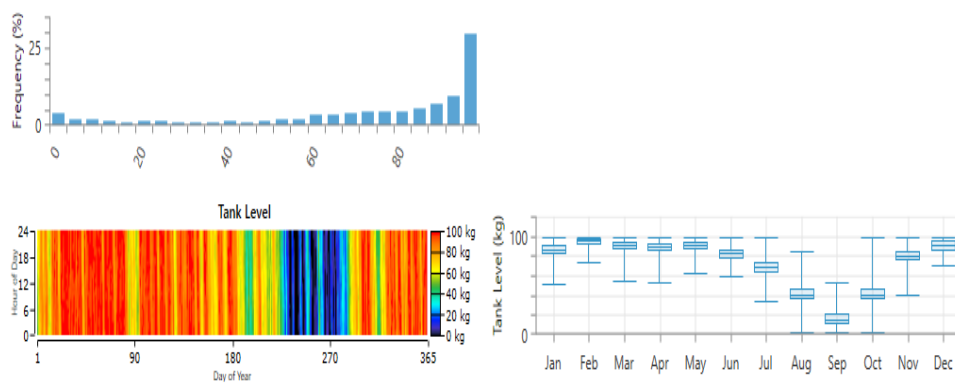 Frequency (%)
25
0
0 20 40 60 80
Tank Level
Hour of Day
24
18
12
6
0
1 90 180 270 365
Day of Year
100 kg
80 kg
60 kg
40 kg
20 kg
0 kg
Tank Level (kg)
100
0
Jan Feb Mar Apr May Jun Jul Aug Sep Oct Nov Dec